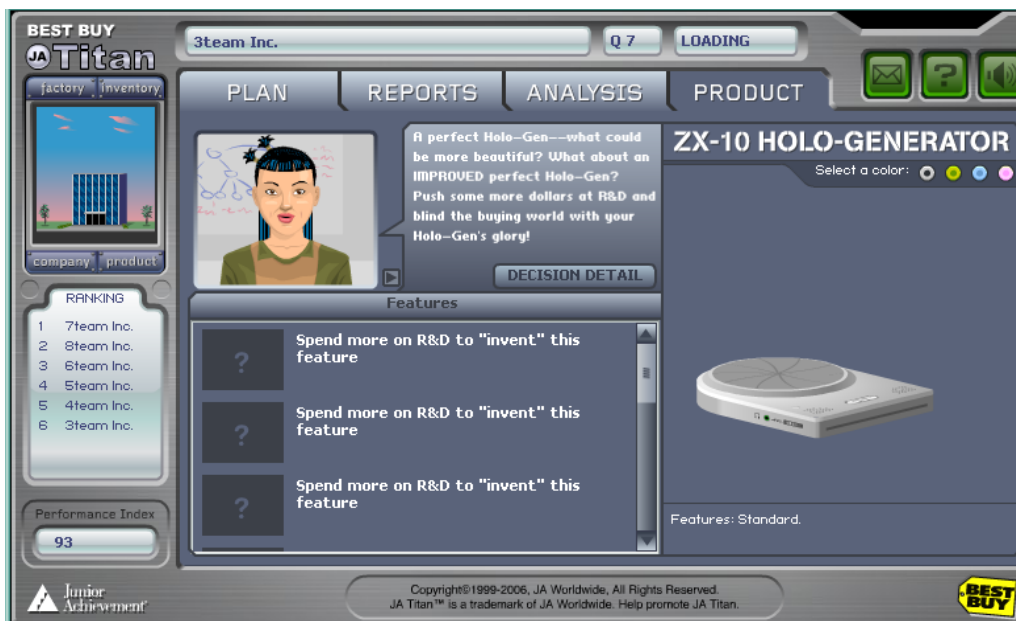 BEST BUY
JA Titan
3team Inc.
Q 7
LOADING
factory
inventory
company
product
PLAN
REPORTS
ANALYSIS
PRODUCT
A perfect Holo-Gen--what could
be more beautiful? What about an
IMPROVED perfect Holo-Gen?
Push some more dollars at R&D and
blind the buying world with your
Holo-Gen's glory!
DECISION DETAIL
ZX-10 HOLO-GENERATOR
Select a color:
RANKING
1 7team Inc.
2 8team Inc.
3 6team Inc.
4 5team Inc.
5 4team Inc.
6 3team Inc.
Features
? Spend more on R&D to "invent" this
feature
? Spend more on R&D to "invent" this
feature
? Spend more on R&D to "invent" this
feature
Features: Standard.
Performance Index
93
Junior
Achievement®
Copyright©1999-2006, JA Worldwide, All Rights Reserved.
JA Titan™ is a trademark of JA Worldwide. Help promote JA Titan.
BEST
BUY
?